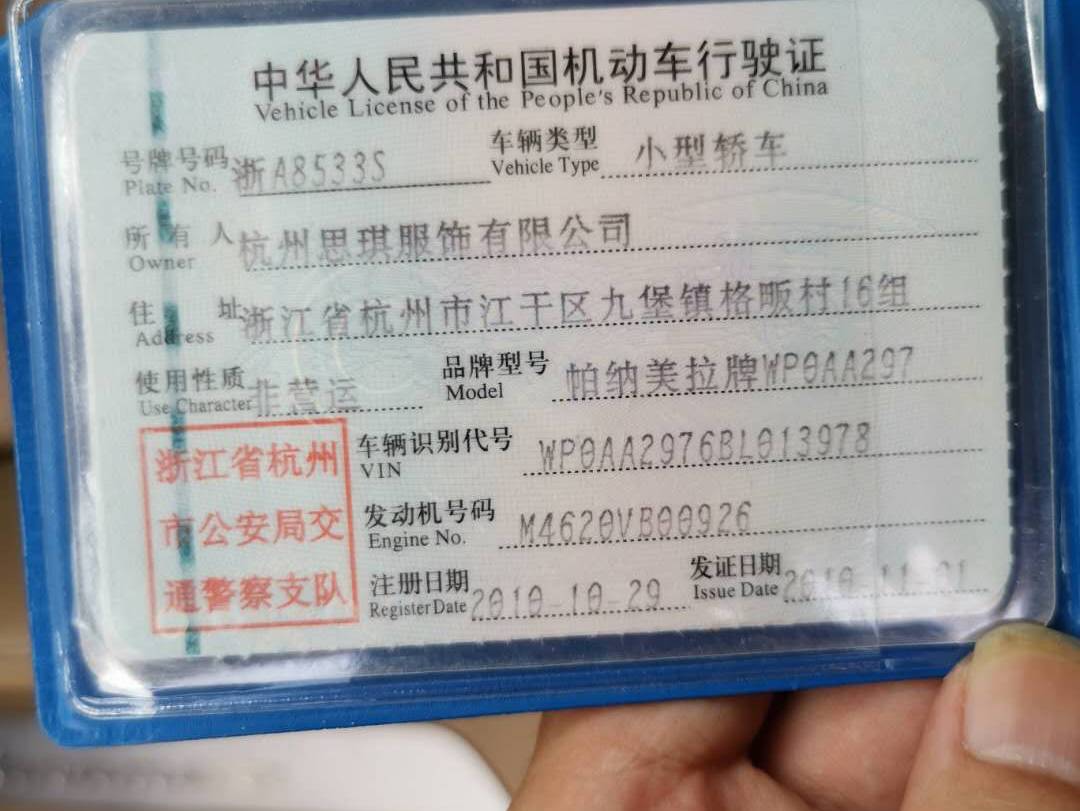 中华人民共和国机动车行驶证
Vehicle License of the People's Republic of China
号牌号码 浙A8533S 车辆类型 小型轿车
Plate No. Vehicle Type
所有人 杭州思琪服饰有限公司
Owner
住址 浙江省杭州市江干区九堡镇格畈村16组
Address
使用性质 非营运 品牌型号 帕纳美拉牌WP0AA297
Use Character Model
车辆识别代号 WP0AA2976BL013978
VIN
发动机号码 M4620VB00926
Engine No.
注册日期 2010-10-29 发证日期 2010-11-01
Register Date Issue Date
浙江省杭州
市公安局交
通警察支队